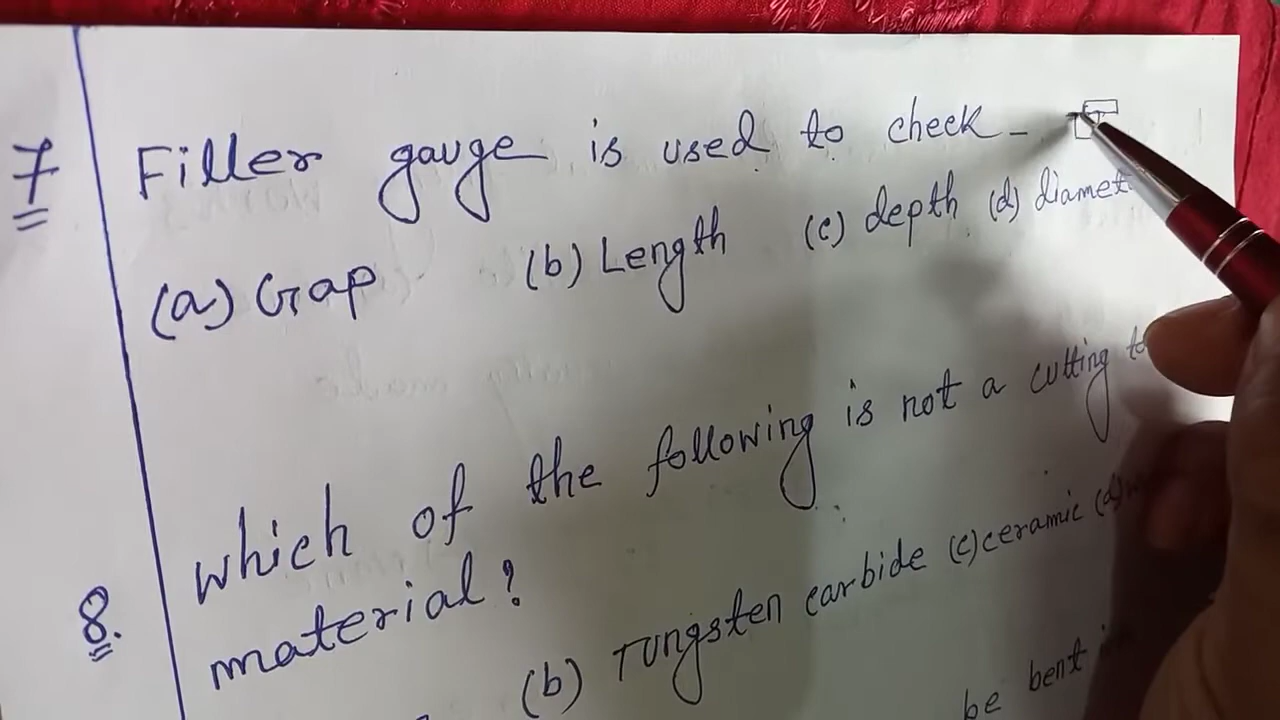 7 Filler gauge is used to check -
(a) Gap (b) Length (c) depth (d)
8. which of the following is not a cutting
material?
(b) Tungsten carbide (c) ceramic (d)
be bent